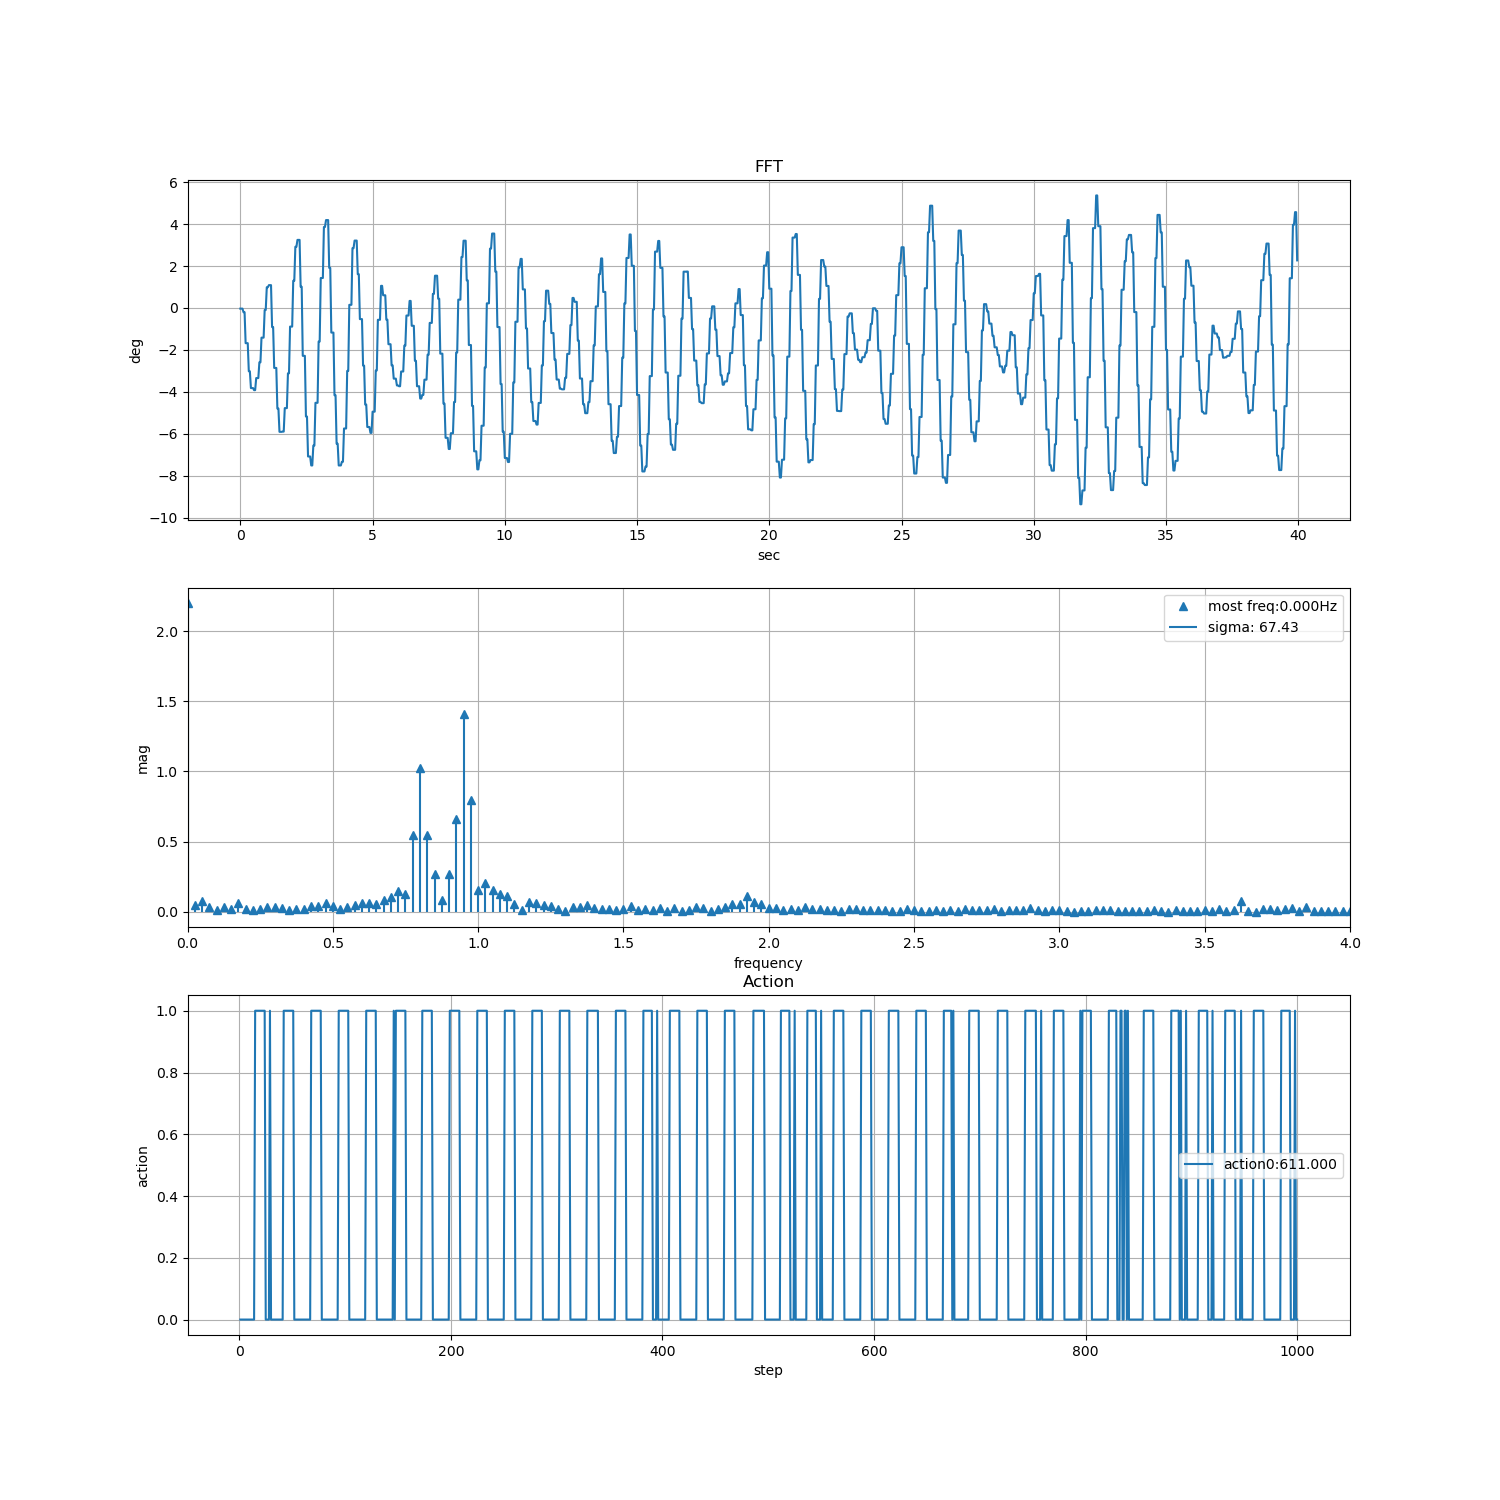 FFT
6
4
2
0
−2
−4
−6
−8
−10
deg
0 5 10 15 20 25 30 35 40
sec
most freq:0.000Hz
sigma: 67.43
2.0
1.5
1.0
0.5
0.0
mag
0.0 0.5 1.0 1.5 2.0 2.5 3.0 3.5 4.0
frequency
Action
1.0
0.8
0.6
0.4
0.2
0.0
action
action0:611.000
0 200 400 600 800 1000
step